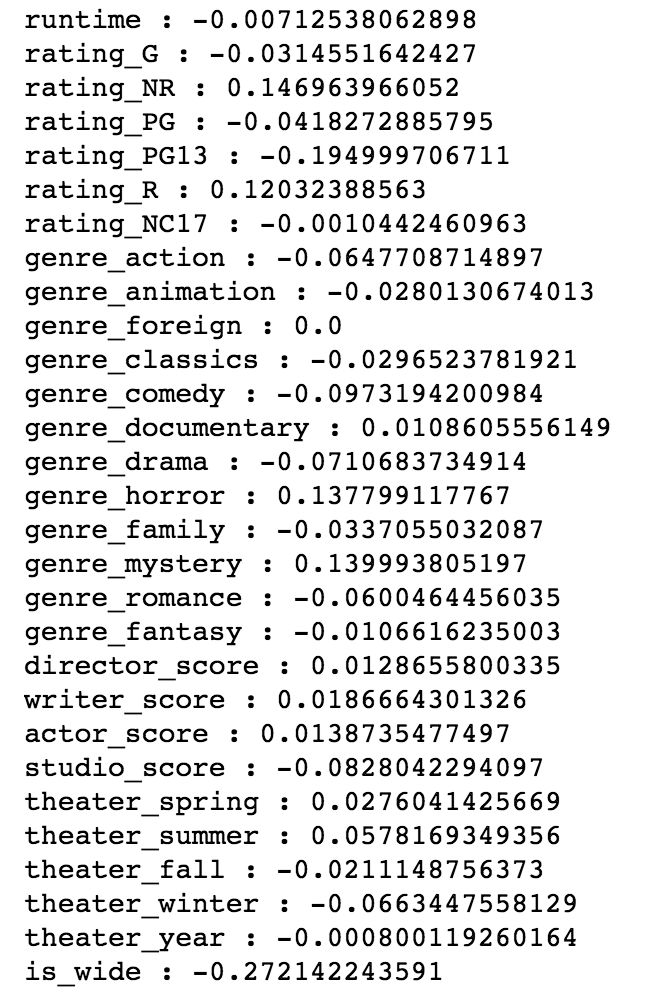 runtime : -0.00712538062898
rating_G : -0.0314551642427
rating_NR : 0.146963966052
rating_PG : -0.0418272885795
rating_PG13 : -0.194999706711
rating_R : 0.12032388563
rating_NC17 : -0.0010442460963
genre_action : -0.0647708714897
genre_animation : -0.0280130674013
genre_foreign : 0.0
genre_classics : -0.0296523781921
genre_comedy : -0.0973194200984
genre_documentary : 0.0108605556149
genre_drama : -0.0710683734914
genre_horror : 0.137799117767
genre_family : -0.0337055032087
genre_mystery : 0.139993805197
genre_romance : -0.0600464456035
genre_fantasy : -0.0106616235003
director_score : 0.0128655800335
writer_score : 0.0186664301326
actor_score : 0.0138735477497
studio_score : -0.0828042294097
theater_spring : 0.0276041425669
theater_summer : 0.0578169349356
theater_fall : -0.0211148756373
theater_winter : -0.0663447558129
theater_year : -0.000800119260164
is_wide : -0.272142243591